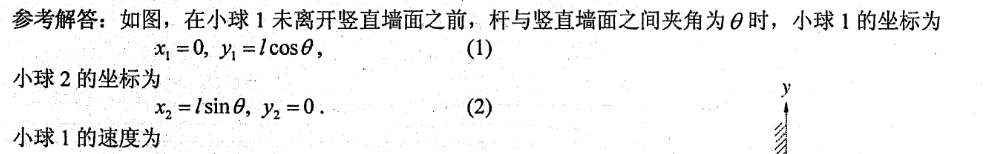 参考解答：如图，在小球 1 未离开竖直墙面之前，杆与竖直墙面之间夹角为 θ 时，小球 1 的坐标为
x₁ = 0, y₁ = l cos θ , (1)
小球 2 的坐标为
x₂ = l sin θ, y₂ = 0 . (2)
y
小球 1 的速度为